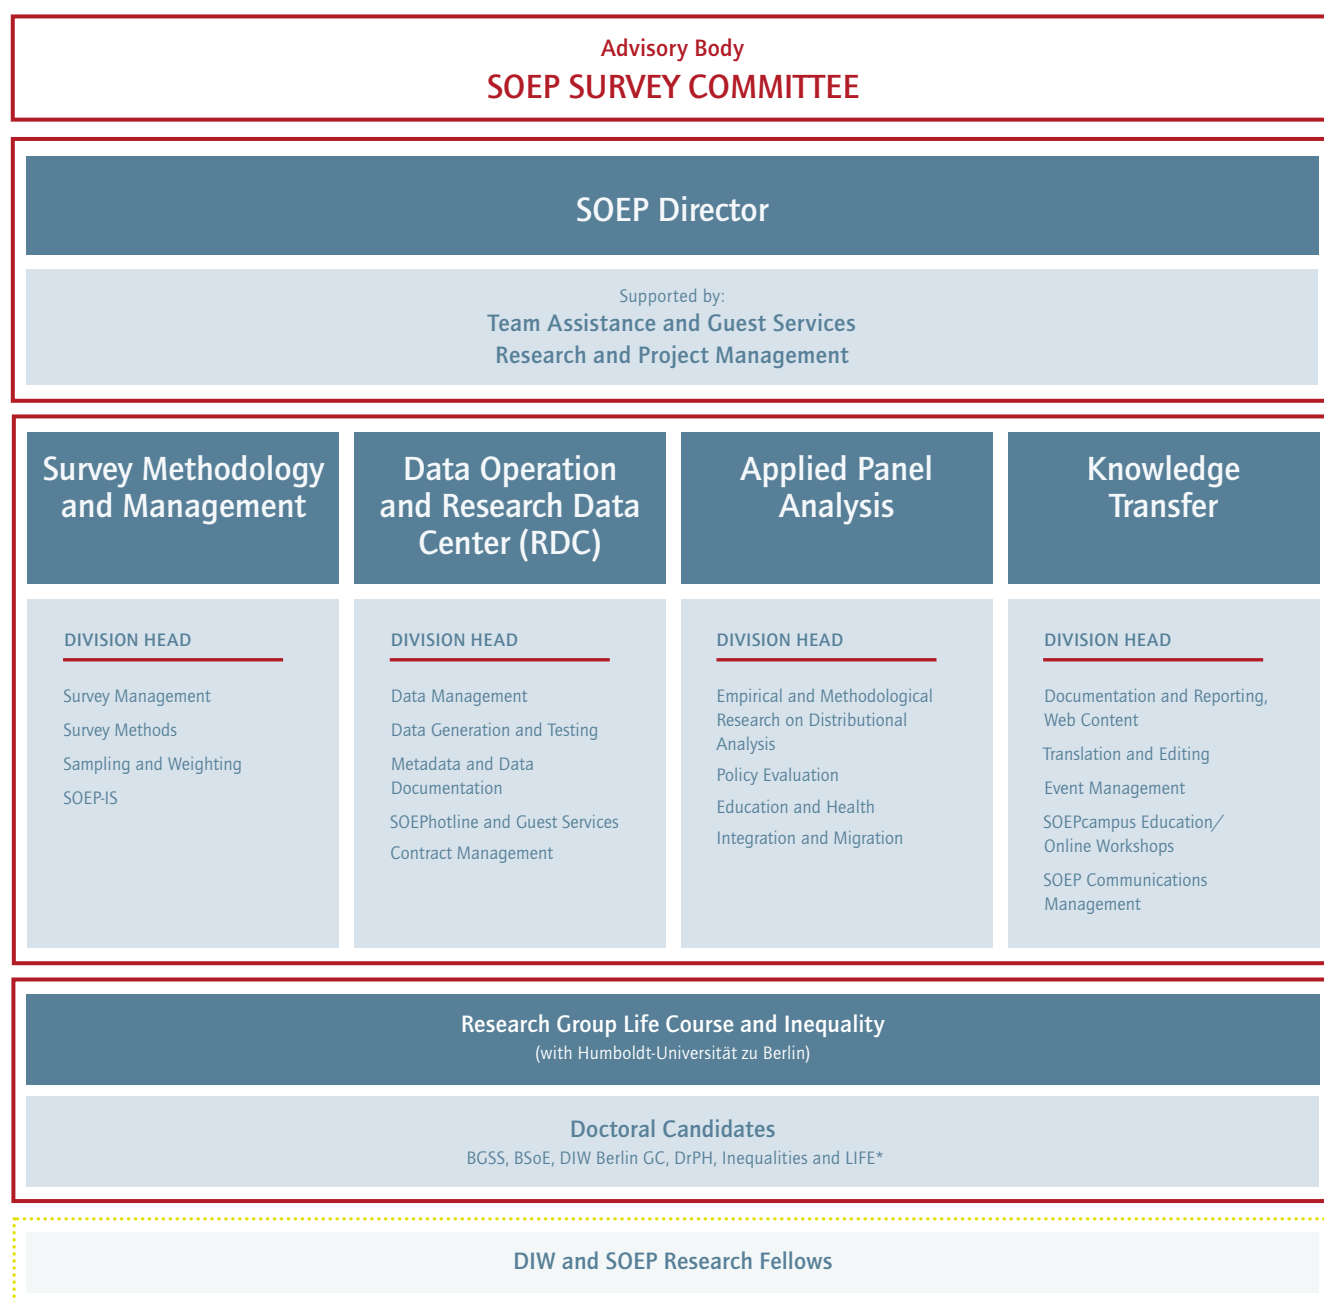 Advisory Body
SOEP SURVEY COMMITTEE
SOEP Director
Supported by:
Team Assistance and Guest Services
Research and Project Management
Survey Methodology
and Management
DIVISION HEAD
Survey Management
Survey Methods
Sampling and Weighting
SOEP-IS
Data Operation
and Research Data
Center (RDC)
DIVISION HEAD
Data Management
Data Generation and Testing
Metadata and Data
Documentation
SOEPhotline and Guest Services
Contract Management
Applied Panel
Analysis
DIVISION HEAD
Empirical and Methodological
Research on Distributional
Analysis
Policy Evaluation
Education and Health
Integration and Migration
Knowledge
Transfer
DIVISION HEAD
Documentation and Reporting,
Web Content
Translation and Editing
Event Management
SOEPcampus Education/
Online Workshops
SOEP Communications
Management
Research Group Life Course and Inequality
(with Humboldt-Universität zu Berlin)
Doctoral Candidates
BGSS, BSoE, DIW Berlin GC, DrPH, Inequalities and LIFE*
DIW and SOEP Research Fellows